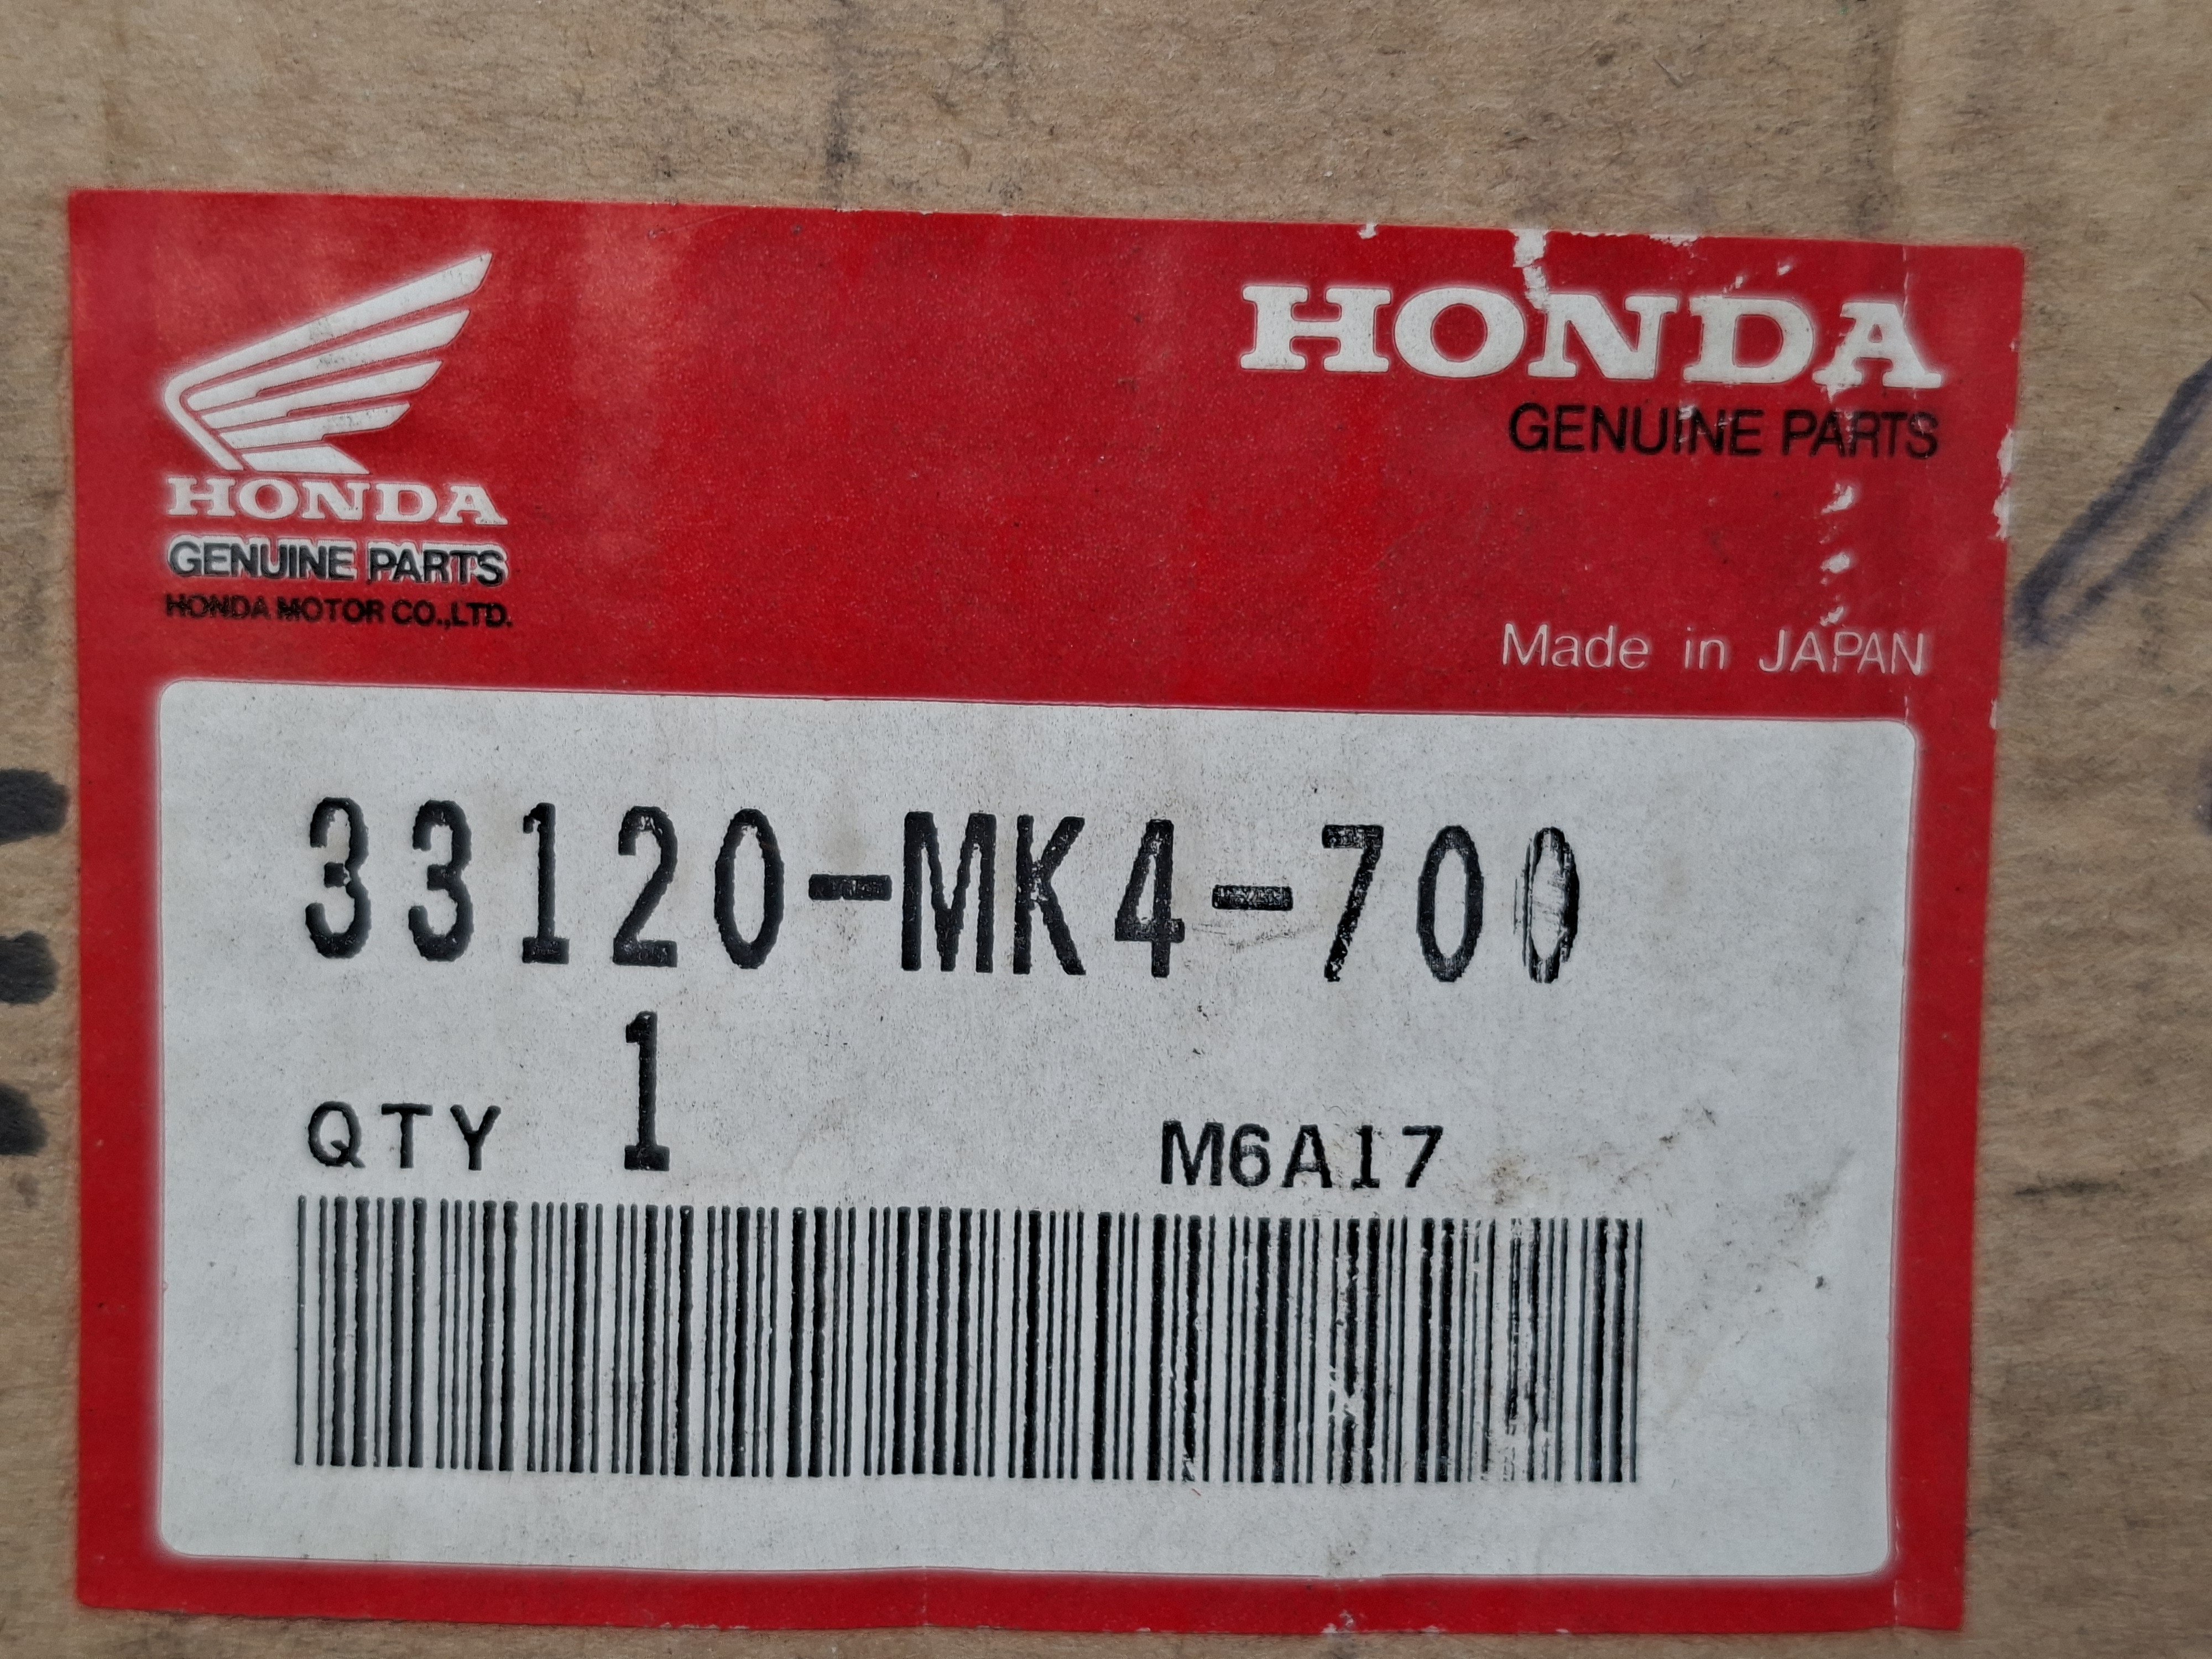 HONDA
GENUINE PARTS
HONDA
GENUINE PARTS
HONDA MOTOR CO.,LTD.
Made in JAPAN
33120-MK4-700
QTY 1 M6A17